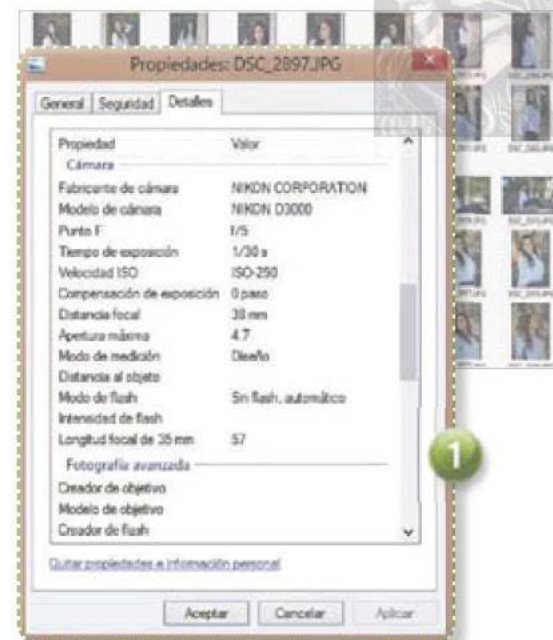 Propiedades: DSC_2897.JPG
General Seguridad Detalles
Propiedad Valor
Cámara
Fabricante de cámara NIKON CORPORATION
Modelo de cámara NIKON D3000
Punto F f/5
Tiempo de exposición 1/30 s
Velocidad ISO ISO-250
Compensación de exposición 0 paso
Distancia focal 38 mm
Apertura máxima 4.7
Modo de medición Diseño
Distancia al objeto
Modo de flash Sin flash, automático
Intensidad de flash
Longitud focal de 35 mm 57
Fotografía avanzada
Creador de objetivo
Modelo de objetivo
Creador de flash
Quitar propiedades e información personal
Aceptar Cancelar Aplicar
1